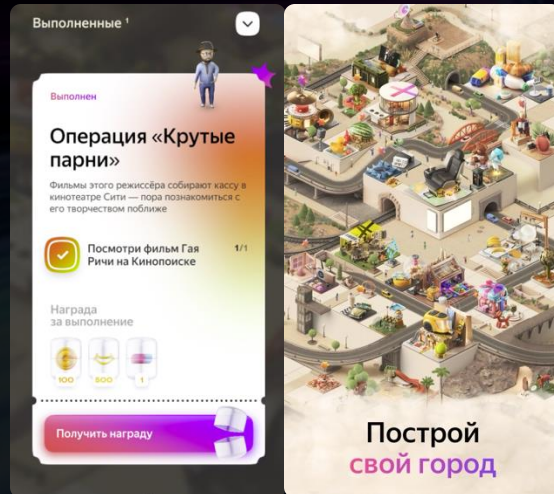 Выполненные 1
Выполнен
Операция «Крутые
парни»
Фильмы этого режиссёра собирают кассу в
кинотеатре Сити — пора познакомиться с
его творчеством поближе
Посмотри фильм Гая 1/1
Ричи на Кинопоиске
Награда
за выполнение
100 500 1
Получить награду
Построй
свой город